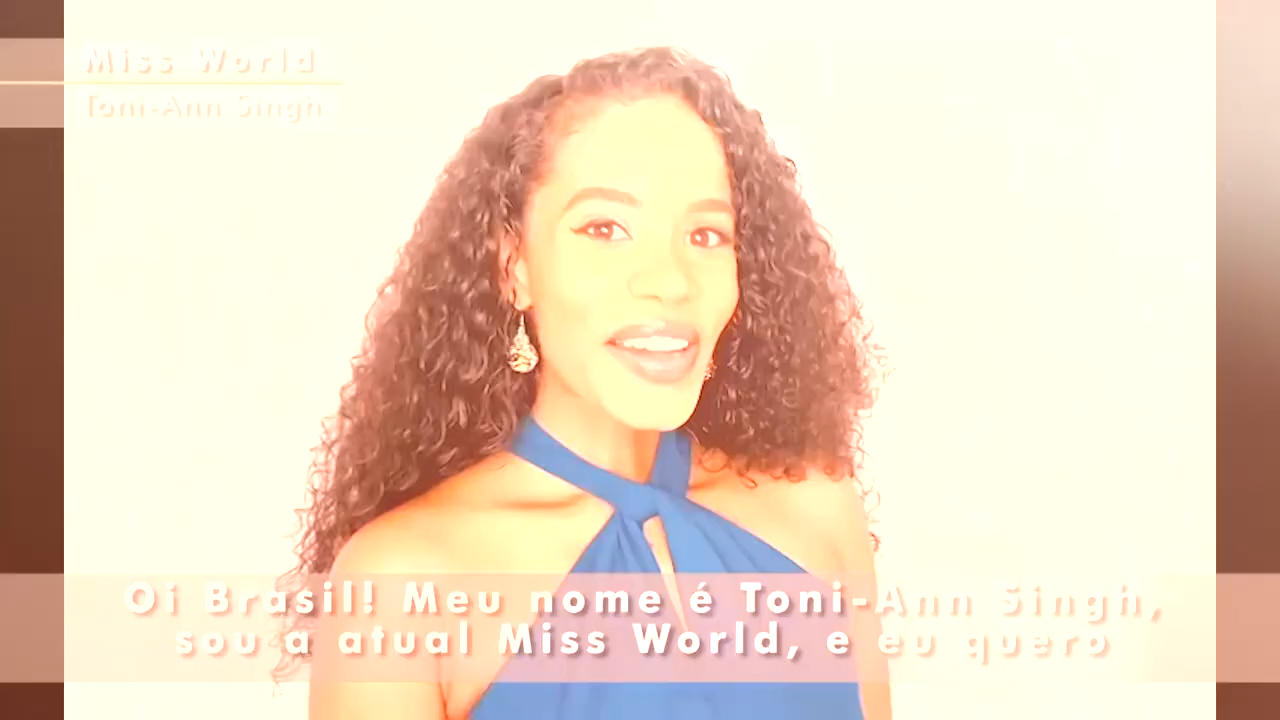 Miss World
Toni-Ann Singh
Oi Brasil! Meu nome é Toni-Ann Singh,
sou a atual Miss World, e eu quero